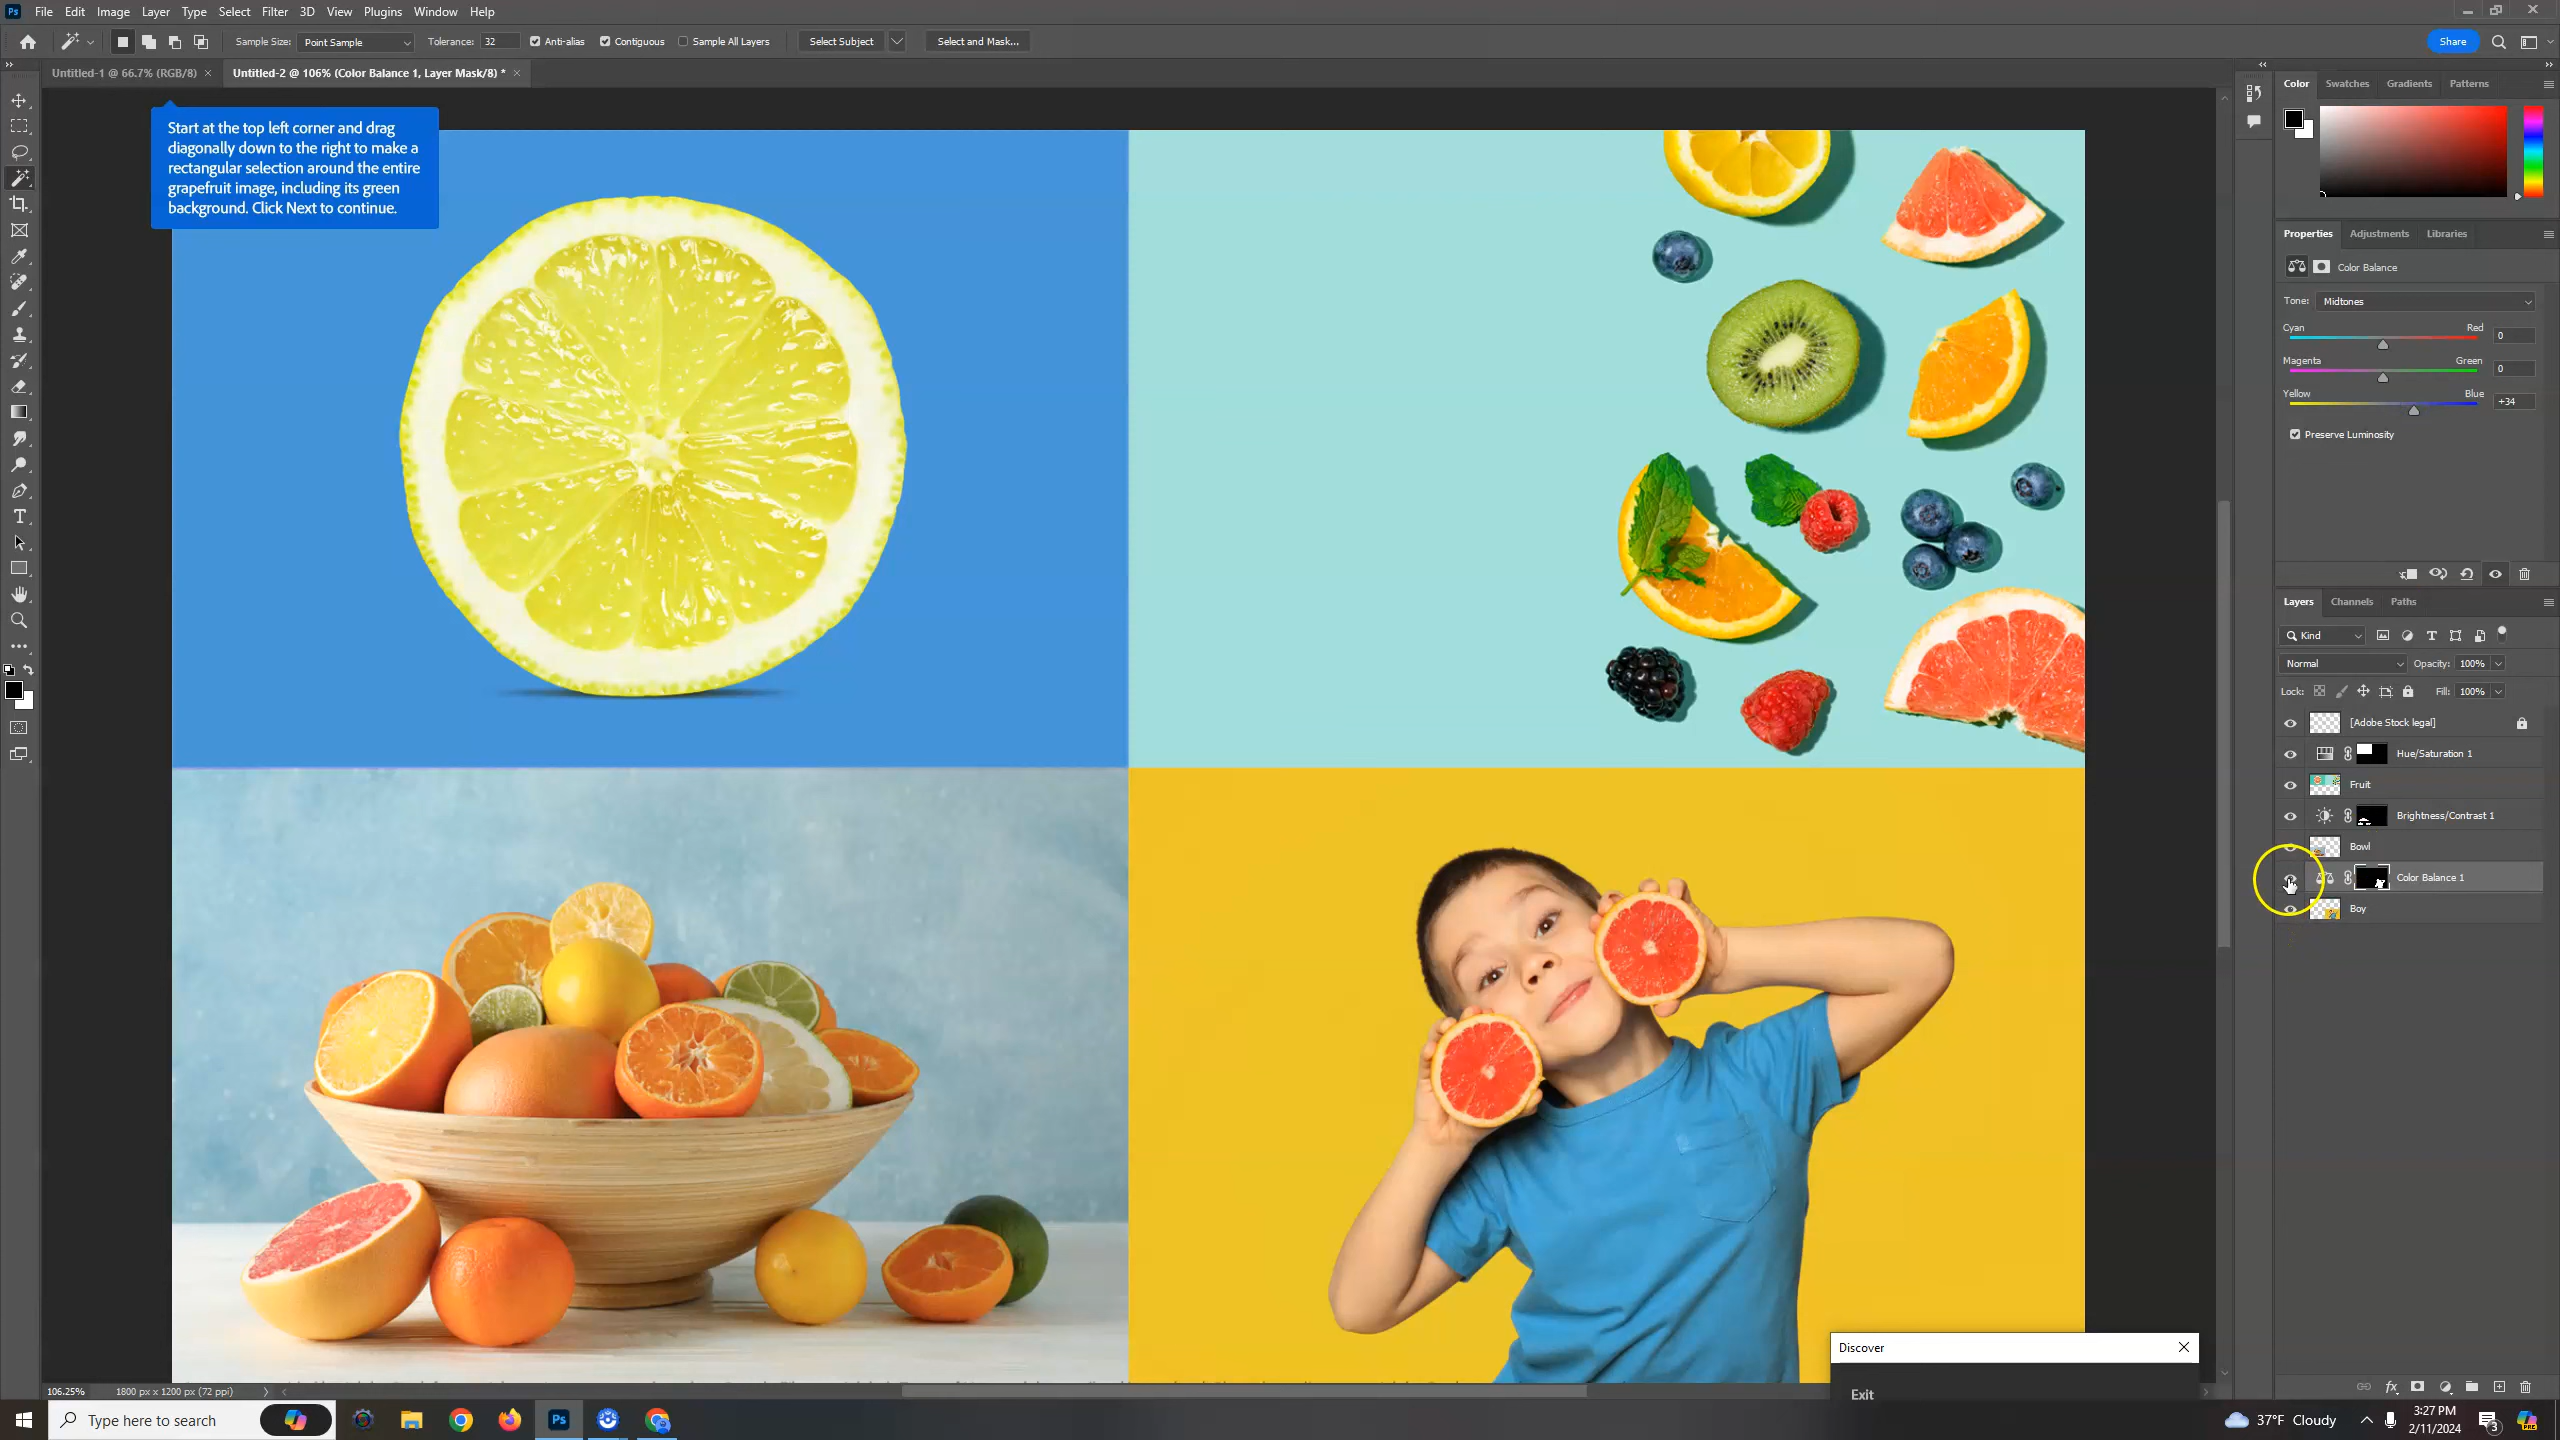 Ps File Edit Image Layer Type Select Filter 3D View Plugins Window Help
Sample Size: Point Sample Tolerance: 32 Anti-alias Contiguous Sample All Layers Select Subject Select and Mask... Share
Untitled-1 @ 66.7% (RGB/8) × Untitled-2 @ 106% (Color Balance 1, Layer Mask/8) * ×
Start at the top left corner and drag
diagonally down to the right to make a
rectangular selection around the entire
grapefruit image, including its green
background. Click Next to continue.
Color Swatches Gradients Patterns
Properties Adjustments Libraries
Color Balance
Tone: Midtones
Cyan Red 0
Magenta Green 0
Yellow Blue +34
Preserve Luminosity
Layers Channels Paths
Kind
Normal Opacity: 100%
Lock: Fill: 100%
[Adobe Stock legal]
Hue/Saturation 1
Fruit
Brightness/Contrast 1
Bowl
Color Balance 1
Boy
Discover
Exit
106.25% 1800 px x 1200 px (72 ppi)
Type here to search
Ps
37°F Cloudy
3:27 PM
2/11/2024
3